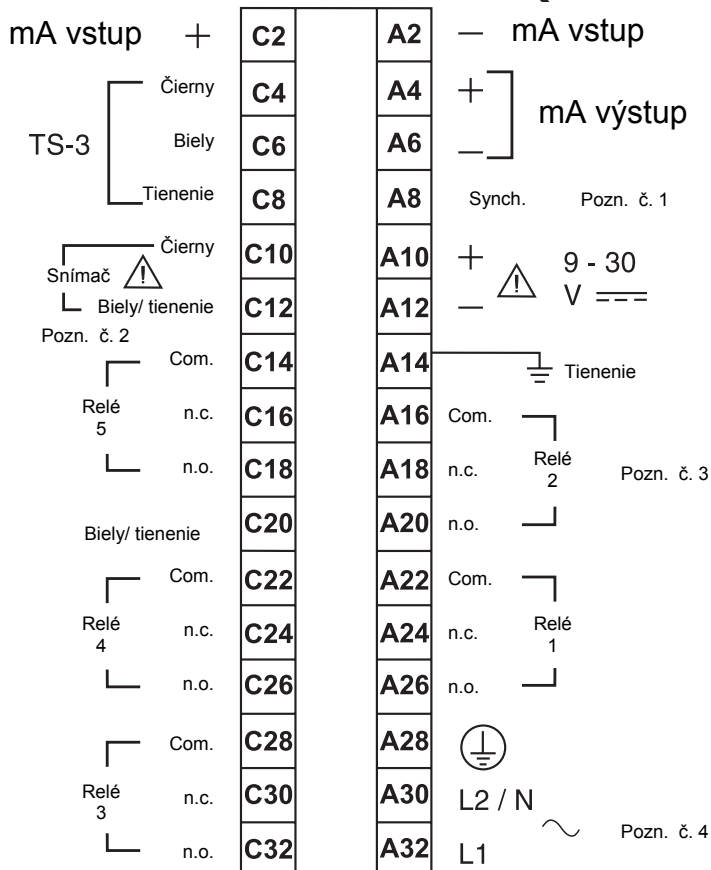 mA vstup + C2 A2 — mA vstup
Čierny C4 A4 +
TS-3 Biely C6 A6 — mA výstup
Tienenie C8 A8 Synch. Pozn. č. 1
Čierny C10 A10 + 9 - 30
Snímač
Biely/ tienenie C12 A12 — V
Pozn. č. 2
Com. C14 A14 Tienenie
Relé
5
n.c. C16 A16 Com.
n.o. C18 A18 n.c. Relé
2
Pozn. č. 3
Biely/ tienenie C20 A20 n.o.
Com. C22 A22 Com.
Relé
4
n.c. C24 A24 n.c. Relé
1
n.o. C26 A26 n.o.
Com. C28 A28
Relé
3
n.c. C30 A30 L2 / N
Pozn. č. 4
n.o. C32 A32 L1